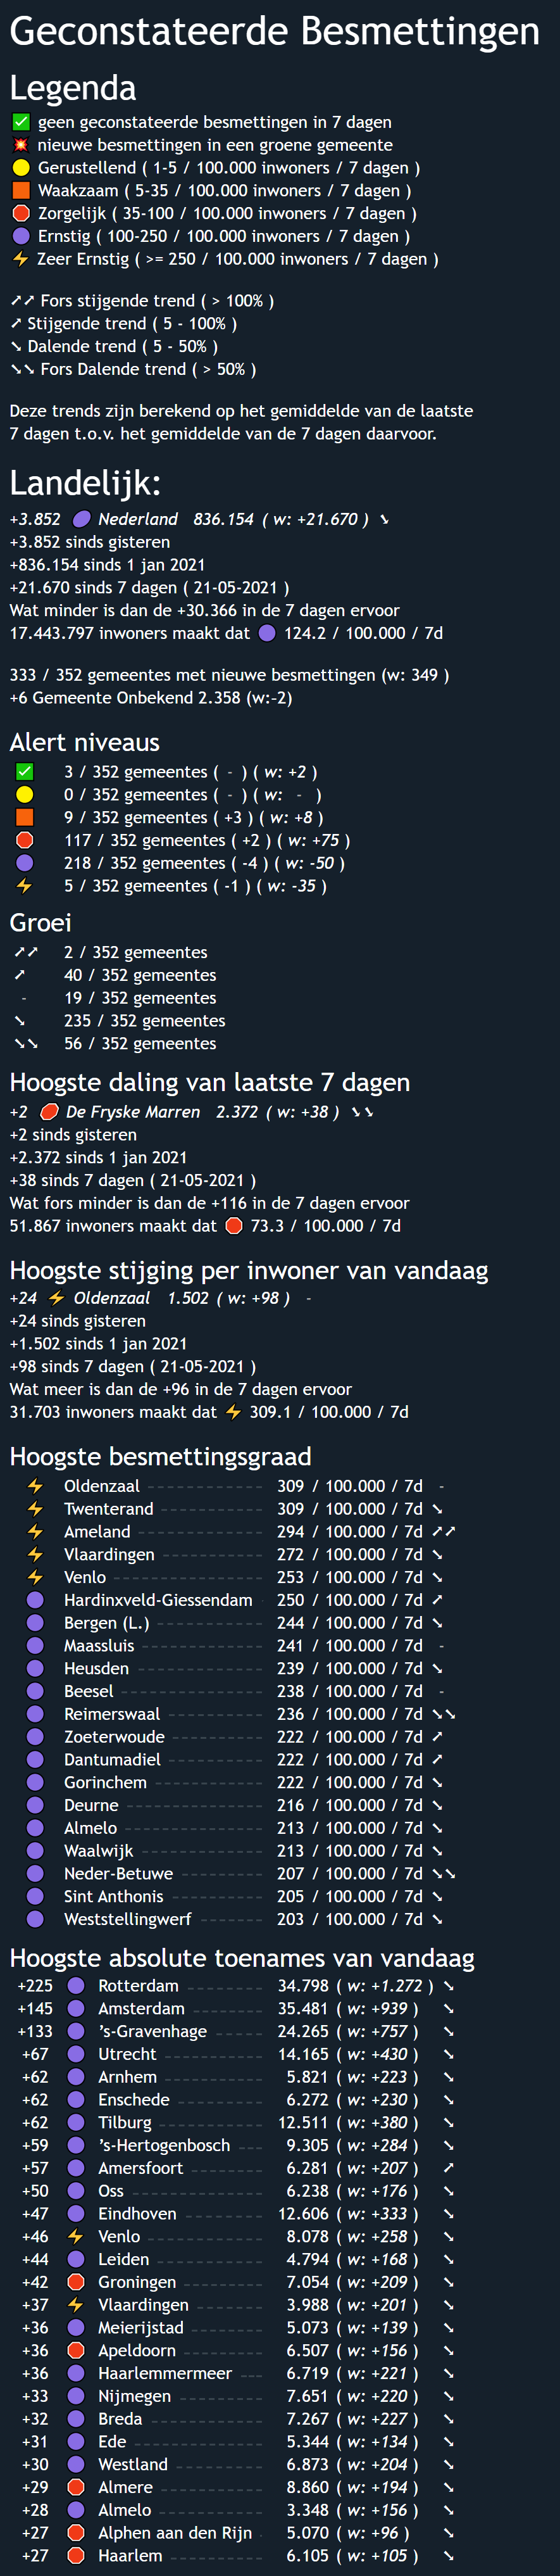 Geconstateerde Besmettingen
Legenda
✅ geen geconstateerde besmettingen in 7 dagen
💥 nieuwe besmettingen in een groene gemeente
🟡 Gerustellend ( 1-5 / 100.000 inwoners / 7 dagen )
🟧 Waakzaam ( 5-35 / 100.000 inwoners / 7 dagen )
🛑 Zorgelijk ( 35-100 / 100.000 inwoners / 7 dagen )
🟣 Ernstig ( 100-250 / 100.000 inwoners / 7 dagen )
⚡ Zeer Ernstig ( >= 250 / 100.000 inwoners / 7 dagen )
➚➚ Fors stijgende trend ( > 100% )
➚ Stijgende trend ( 5 - 100% )
➘ Dalende trend ( 5 - 50% )
➘➘ Fors Dalende trend ( > 50% )
Deze trends zijn berekend op het gemiddelde van de laatste
7 dagen t.o.v. het gemiddelde van de 7 dagen daarvoor.
Landelijk:
+3.852 🟣 Nederland 836.154 ( w: +21.670 ) ➘
+3.852 sinds gisteren
+836.154 sinds 1 jan 2021
+21.670 sinds 7 dagen ( 21-05-2021 )
Wat minder is dan de +30.366 in de 7 dagen ervoor
17.443.797 inwoners maakt dat 🟣 124.2 / 100.000 / 7d
333 / 352 gemeentes met nieuwe besmettingen (w: 349 )
+6 Gemeente Onbekend 2.358 (w:-2)
Alert niveaus
✅ 3 / 352 gemeentes ( - ) ( w: +2 )
🟡 0 / 352 gemeentes ( - ) ( w: - )
🟧 9 / 352 gemeentes ( +3 ) ( w: +8 )
🛑 117 / 352 gemeentes ( +2 ) ( w: +75 )
🟣 218 / 352 gemeentes ( -4 ) ( w: -50 )
⚡ 5 / 352 gemeentes ( -1 ) ( w: -35 )
Groei
➚➚ 2 / 352 gemeentes
➚ 40 / 352 gemeentes
- 19 / 352 gemeentes
➘ 235 / 352 gemeentes
➘➘ 56 / 352 gemeentes
Hoogste daling van laatste 7 dagen
+2 🛑 De Fryske Marren 2.372 ( w: +38 ) ➘➘
+2 sinds gisteren
+2.372 sinds 1 jan 2021
+38 sinds 7 dagen ( 21-05-2021 )
Wat fors minder is dan de +116 in de 7 dagen ervoor
51.867 inwoners maakt dat 🛑 73.3 / 100.000 / 7d
Hoogste stijging per inwoner van vandaag
+24 ⚡ Oldenzaal 1.502 ( w: +98 ) -
+24 sinds gisteren
+1.502 sinds 1 jan 2021
+98 sinds 7 dagen ( 21-05-2021 )
Wat meer is dan de +96 in de 7 dagen ervoor
31.703 inwoners maakt dat ⚡ 309.1 / 100.000 / 7d
Hoogste besmettingsgraad
⚡ Oldenzaal 309 / 100.000 / 7d -
⚡ Twenterand 309 / 100.000 / 7d ➘
⚡ Ameland 294 / 100.000 / 7d ➚➚
⚡ Vlaardingen 272 / 100.000 / 7d ➘
⚡ Venlo 253 / 100.000 / 7d ➘
🟣 Hardinxveld-Giessendam 250 / 100.000 / 7d ➚
🟣 Bergen (L.) 244 / 100.000 / 7d ➘
🟣 Maassluis 241 / 100.000 / 7d -
🟣 Heusden 239 / 100.000 / 7d ➘
🟣 Beesel 238 / 100.000 / 7d -
🟣 Reimerswaal 236 / 100.000 / 7d ➘➘
🟣 Zoeterwoude 222 / 100.000 / 7d ➚
🟣 Dantumadiel 222 / 100.000 / 7d ➚
🟣 Gorinchem 222 / 100.000 / 7d ➘
🟣 Deurne 216 / 100.000 / 7d ➘
🟣 Almelo 213 / 100.000 / 7d ➘
🟣 Waalwijk 213 / 100.000 / 7d ➘
🟣 Neder-Betuwe 207 / 100.000 / 7d ➘➘
🟣 Sint Anthonis 205 / 100.000 / 7d ➘
🟣 Weststellingwerf 203 / 100.000 / 7d ➘
Hoogste absolute toenames van vandaag
+225 🟣 Rotterdam 34.798 ( w: +1.272 ) ➘
+145 🟣 Amsterdam 35.481 ( w: +939 ) ➘
+133 🟣 's-Gravenhage 24.265 ( w: +757 ) ➘
+67 🟣 Utrecht 14.165 ( w: +430 ) ➘
+62 🟣 Arnhem 5.821 ( w: +223 ) ➘
+62 🟣 Enschede 6.272 ( w: +230 ) ➘
+62 🟣 Tilburg 12.511 ( w: +380 ) ➘
+59 🟣 's-Hertogenbosch 9.305 ( w: +284 ) ➘
+57 🟣 Amersfoort 6.281 ( w: +207 ) ➚
+50 🟣 Oss 6.238 ( w: +176 ) ➘
+47 🟣 Eindhoven 12.606 ( w: +333 ) ➘
+46 ⚡ Venlo 8.078 ( w: +258 ) ➘
+44 🟣 Leiden 4.794 ( w: +168 ) ➘
+42 🛑 Groningen 7.054 ( w: +209 ) ➘
+37 ⚡ Vlaardingen 3.988 ( w: +201 ) ➘
+36 🟣 Meierijstad 5.073 ( w: +139 ) ➘
+36 🛑 Apeldoorn 6.507 ( w: +156 ) ➘
+36 🟣 Haarlemmermeer 6.719 ( w: +221 ) ➘
+33 🟣 Nijmegen 7.651 ( w: +220 ) ➘
+32 🟣 Breda 7.267 ( w: +227 ) ➘
+31 🟣 Ede 5.344 ( w: +134 ) ➘
+30 🟣 Westland 6.873 ( w: +204 ) ➘
+29 🛑 Almere 8.860 ( w: +194 ) ➘
+28 🟣 Almelo 3.348 ( w: +156 ) ➘
+27 🛑 Alphen aan den Rijn 5.070 ( w: +96 ) ➘
+27 🛑 Haarlem 6.105 ( w: +105 ) ➘